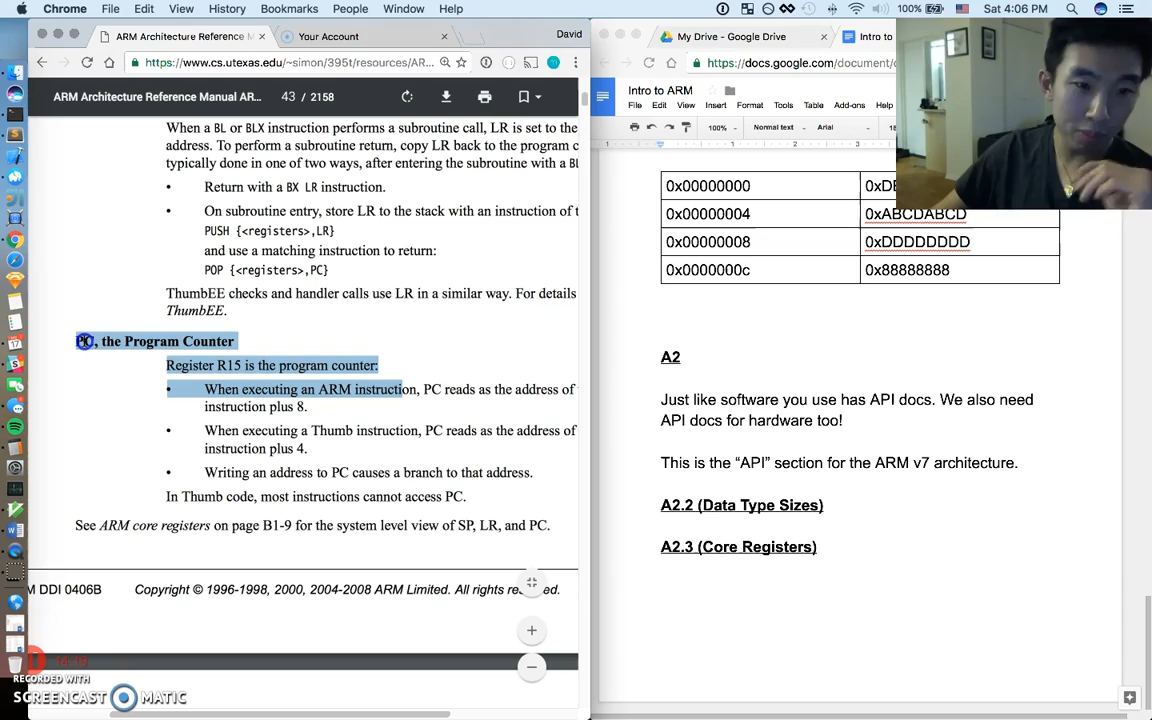 Chrome File Edit View History Bookmarks People Window Help
100% Sat 4:06 PM
ARM Architecture Reference M
Your Account
David
https://www.cs.utexas.edu/~simon/395t/resources/AR...
ARM Architecture Reference Manual AR...
43 / 2158
When a BL or BLX instruction performs a subroutine call, LR is set to the
address. To perform a subroutine return, copy LR back to the program c
typically done in one of two ways, after entering the subroutine with a BL
• Return with a BX LR instruction.
• On subroutine entry, store LR to the stack with an instruction of t
PUSH {<registers>,LR}
and use a matching instruction to return:
POP {<registers>,PC}
ThumbEE checks and handler calls use LR in a similar way. For details
ThumbEE.
PC, the Program Counter
Register R15 is the program counter:
• When executing an ARM instruction, PC reads as the address of
instruction plus 8.
• When executing a Thumb instruction, PC reads as the address of
instruction plus 4.
• Writing an address to PC causes a branch to that address.
In Thumb code, most instructions cannot access PC.
See ARM core registers on page B1-9 for the system level view of SP, LR, and PC.
M DDI 0406B
Copyright © 1996-1998, 2000, 2004-2008 ARM Limited. All rights reserved.
RECORDED WITH
SCREENCAST MATIC
My Drive - Google Drive
Intro to
https://docs.google.com/document/
Intro to ARM
File Edit View Insert Format Tools Table Add-ons Help
100% Normal text Arial
1 1 2 3
0x00000000
0x00000004 0xABCDABCD
0x00000008 0xDDDDDDDD
0x0000000c 0x88888888
A2
Just like software you use has API docs. We also need
API docs for hardware too!
This is the “API” section for the ARM v7 architecture.
A2.2 (Data Type Sizes)
A2.3 (Core Registers)